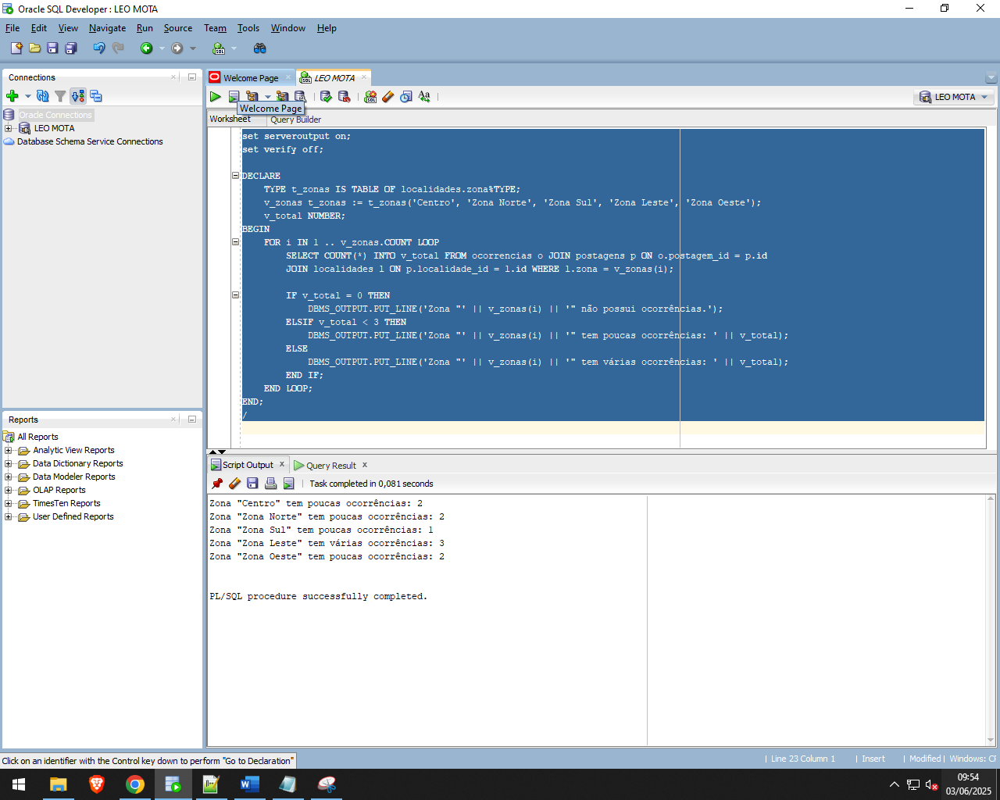 Oracle SQL Developer : LEO MOTA
File Edit View Navigate Run Source Team Tools Window Help
Connections
Oracle Connections
LEO MOTA
Database Schema Service Connections
Reports
All Reports
Analytic View Reports
Data Dictionary Reports
Data Modeler Reports
OLAP Reports
TimesTen Reports
User Defined Reports
Welcome Page
LEO MOTA
LEO MOTA
Welcome Page
Worksheet Query Builder
set serveroutput on;
set verify off;
DECLARE
TYPE t_zonas IS TABLE OF localidades.zona%TYPE;
v_zonas t_zonas := t_zonas('Centro', 'Zona Norte', 'Zona Sul', 'Zona Leste', 'Zona Oeste');
v_total NUMBER;
BEGIN
FOR i IN 1 .. v_zonas.COUNT LOOP
SELECT COUNT(*) INTO v_total FROM ocorrencias o JOIN postagens p ON o.postagem_id = p.id
JOIN localidades l ON p.localidade_id = l.id WHERE l.zona = v_zonas(i);
IF v_total = 0 THEN
DBMS_OUTPUT.PUT_LINE('Zona "' || v_zonas(i) || '" não possui ocorrências.');
ELSIF v_total < 3 THEN
DBMS_OUTPUT.PUT_LINE('Zona "' || v_zonas(i) || '" tem poucas ocorrências: ' || v_total);
ELSE
DBMS_OUTPUT.PUT_LINE('Zona "' || v_zonas(i) || '" tem várias ocorrências: ' || v_total);
END IF;
END LOOP;
END;
/
Script Output x Query Result x
Task completed in 0,081 seconds
Zona "Centro" tem poucas ocorrências: 2
Zona "Zona Norte" tem poucas ocorrências: 2
Zona "Zona Sul" tem poucas ocorrências: 1
Zona "Zona Leste" tem várias ocorrências: 3
Zona "Zona Oeste" tem poucas ocorrências: 2
PL/SQL procedure successfully completed.
Click on an identifier with the Control key down to perform "Go to Declaration"
Line 23 Column 1 | Insert | Modified | Windows: CF
09:54
03/06/2025